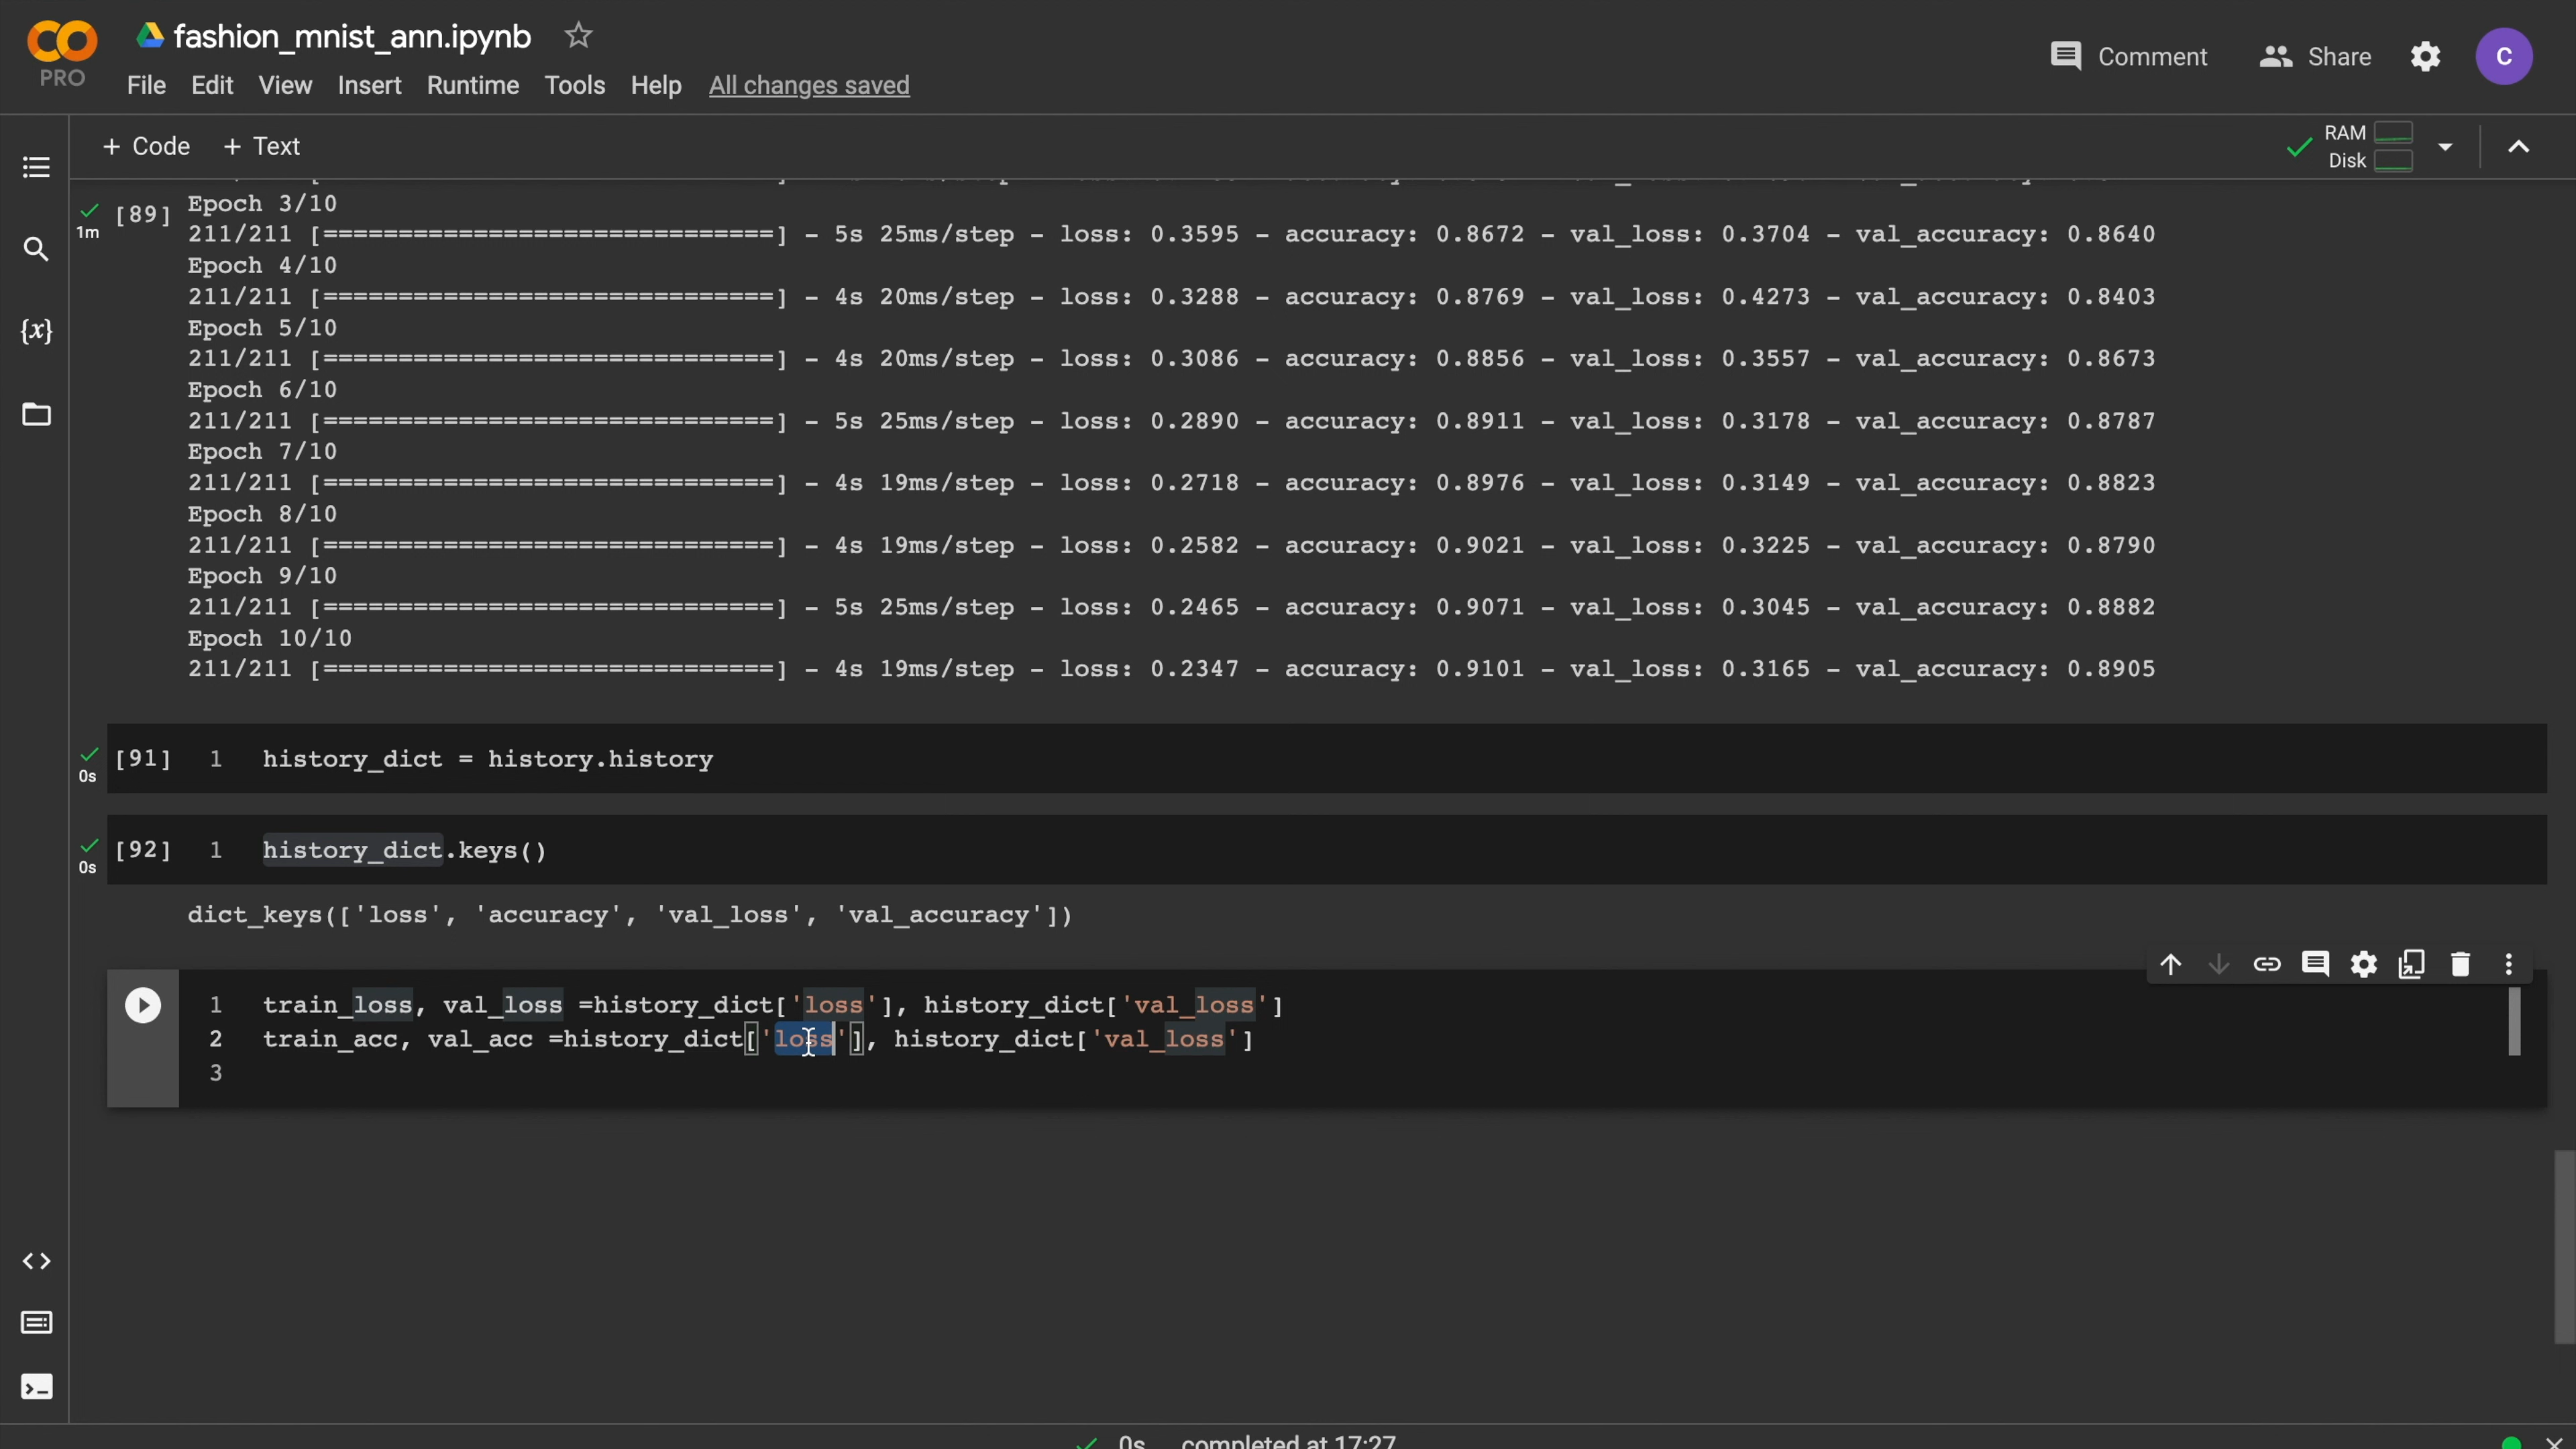 fashion_mnist_ann.ipynb
PRO
File Edit View Insert Runtime Tools Help All changes saved
Comment Share C
+ Code + Text
RAM
Disk
[89] Epoch 3/10
1m
211/211 [==============================] - 5s 25ms/step - loss: 0.3595 - accuracy: 0.8672 - val_loss: 0.3704 - val_accuracy: 0.8640
Epoch 4/10
211/211 [==============================] - 4s 20ms/step - loss: 0.3288 - accuracy: 0.8769 - val_loss: 0.4273 - val_accuracy: 0.8403
Epoch 5/10
211/211 [==============================] - 4s 20ms/step - loss: 0.3086 - accuracy: 0.8856 - val_loss: 0.3557 - val_accuracy: 0.8673
Epoch 6/10
211/211 [==============================] - 5s 25ms/step - loss: 0.2890 - accuracy: 0.8911 - val_loss: 0.3178 - val_accuracy: 0.8787
Epoch 7/10
211/211 [==============================] - 4s 19ms/step - loss: 0.2718 - accuracy: 0.8976 - val_loss: 0.3149 - val_accuracy: 0.8823
Epoch 8/10
211/211 [==============================] - 4s 19ms/step - loss: 0.2582 - accuracy: 0.9021 - val_loss: 0.3225 - val_accuracy: 0.8790
Epoch 9/10
211/211 [==============================] - 5s 25ms/step - loss: 0.2465 - accuracy: 0.9071 - val_loss: 0.3045 - val_accuracy: 0.8882
Epoch 10/10
211/211 [==============================] - 4s 19ms/step - loss: 0.2347 - accuracy: 0.9101 - val_loss: 0.3165 - val_accuracy: 0.8905
[91] 1 history_dict = history.history
0s
[92] 1 history_dict.keys()
0s
dict_keys(['loss', 'accuracy', 'val_loss', 'val_accuracy'])
1 train_loss, val_loss =history_dict['loss'], history_dict['val_loss']
2 train_acc, val_acc =history_dict['loss'], history_dict['val_loss']
3
0s completed at 17:27